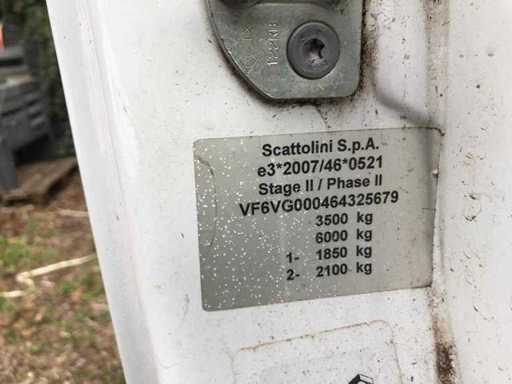 Scattolini S.p.A.
e3*2007/46*0521
Stage II / Phase II
VF6VG000464325679
3500 kg
6000 kg
1- 1850 kg
2- 2100 kg